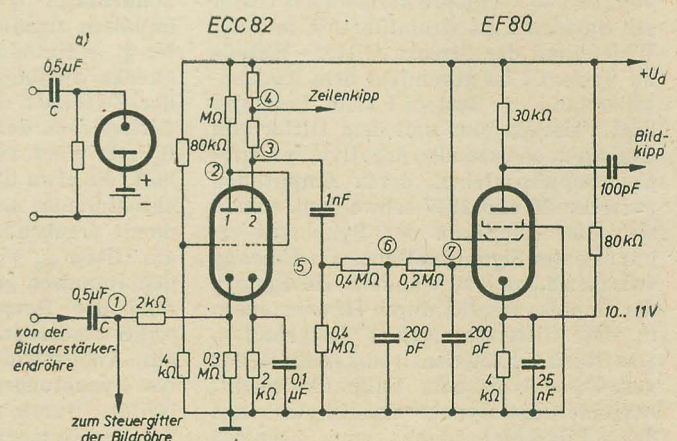 ECC82
EF80
a)
0,5µF
C
+
-
1
MΩ
80kΩ
4
Zeilenkipp
3
2
+Ud
30kΩ
Bild-
kipp
100pF
1 2
1nF
5
6
7
0,4MΩ
0,2MΩ
80kΩ
0,5µF
1
2kΩ
C
von der
Bildverstärker-
endröhre
zum Steuergitter
der Bildröhre
4
kΩ
0,3
MΩ
2
kΩ
0,1
µF
0,4
MΩ
200
pF
200
pF
10.. 11V
4
kΩ
25
nF